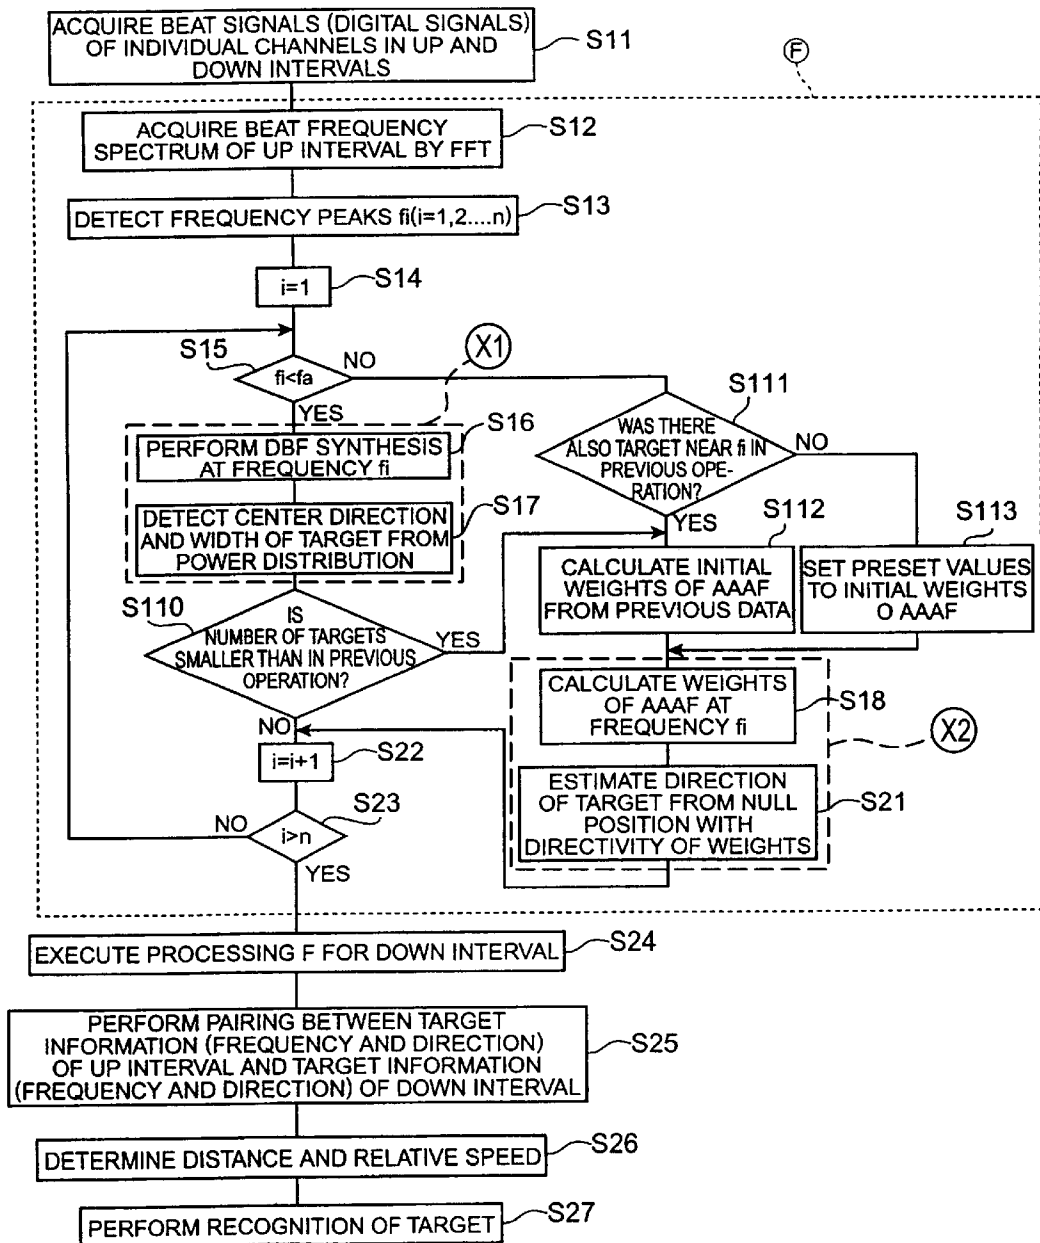 ACQUIRE BEAT SIGNALS (DIGITAL SIGNALS)
OF INDIVIDUAL CHANNELS IN UP AND
DOWN INTERVALS
S11
F
ACQUIRE BEAT FREQUENCY
SPECTRUM OF UP INTERVAL BY FFT
S12
DETECT FREQUENCY PEAKS fi(i=1,2....n)
S13
i=1
S14
S15
fi<fa
NO
YES
X1
S16
PERFORM DBF SYNTHESIS
AT FREQUENCY fi
S17
DETECT CENTER DIRECTION
AND WIDTH OF TARGET FROM
POWER DISTRIBUTION
S111
WAS THERE
ALSO TARGET NEAR fi IN
PREVIOUS OPE-
RATION?
NO
YES
S112
CALCULATE INITIAL
WEIGHTS OF AAAF
FROM PREVIOUS DATA
S113
SET PRESET VALUES
TO INITIAL WEIGHTS
O AAAF
S110
IS
NUMBER OF TARGETS
SMALLER THAN IN PREVIOUS
OPERATION?
YES
NO
CALCULATE WEIGHTS
OF AAAF AT
FREQUENCY fi
S18
X2
ESTIMATE DIRECTION
OF TARGET FROM NULL
POSITION WITH
DIRECTIVITY OF WEIGHTS
S21
i=i+1
S22
S23
i>n
NO
YES
EXECUTE PROCESSING F FOR DOWN INTERVAL
S24
PERFORM PAIRING BETWEEN TARGET
INFORMATION (FREQUENCY AND DIRECTION)
OF UP INTERVAL AND TARGET INFORMATION
(FREQUENCY AND DIRECTION) OF DOWN INTERVAL
S25
DETERMINE DISTANCE AND RELATIVE SPEED
S26
PERFORM RECOGNITION OF TARGET
S27